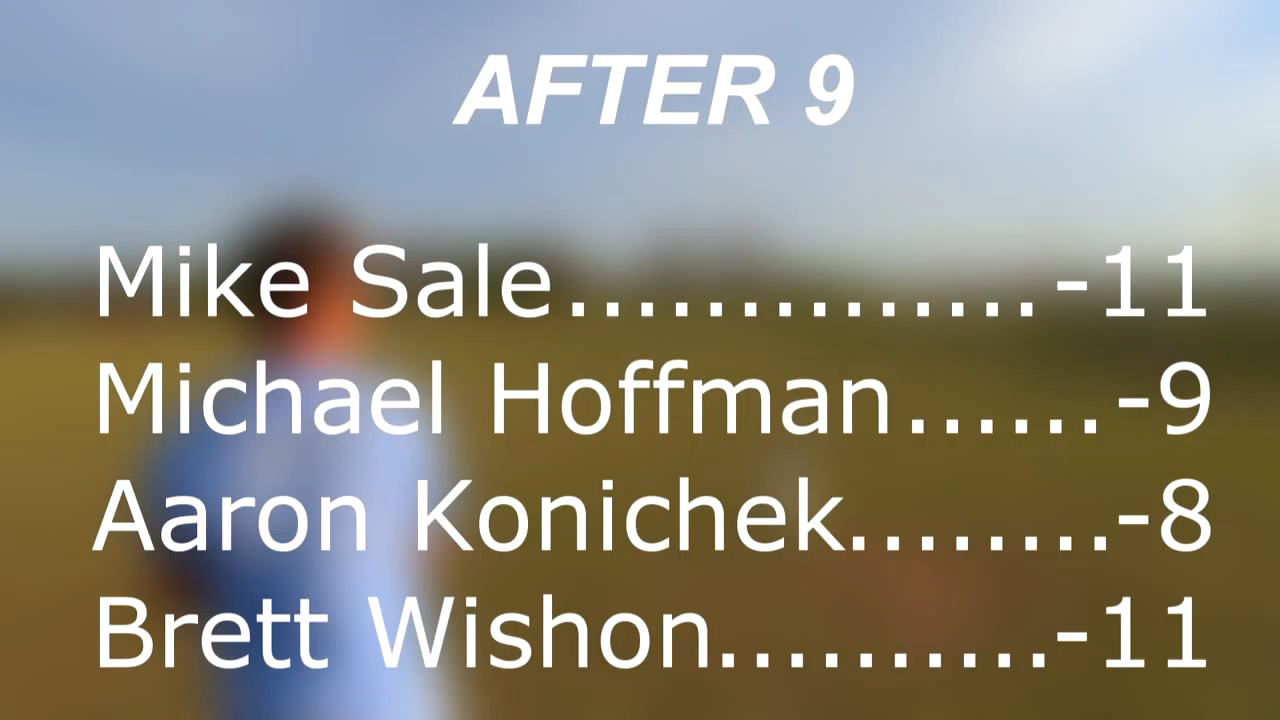 AFTER 9
Mike Sale..............-11
Michael Hoffman......-9
Aaron Konichek........-8
Brett Wishon..........-11